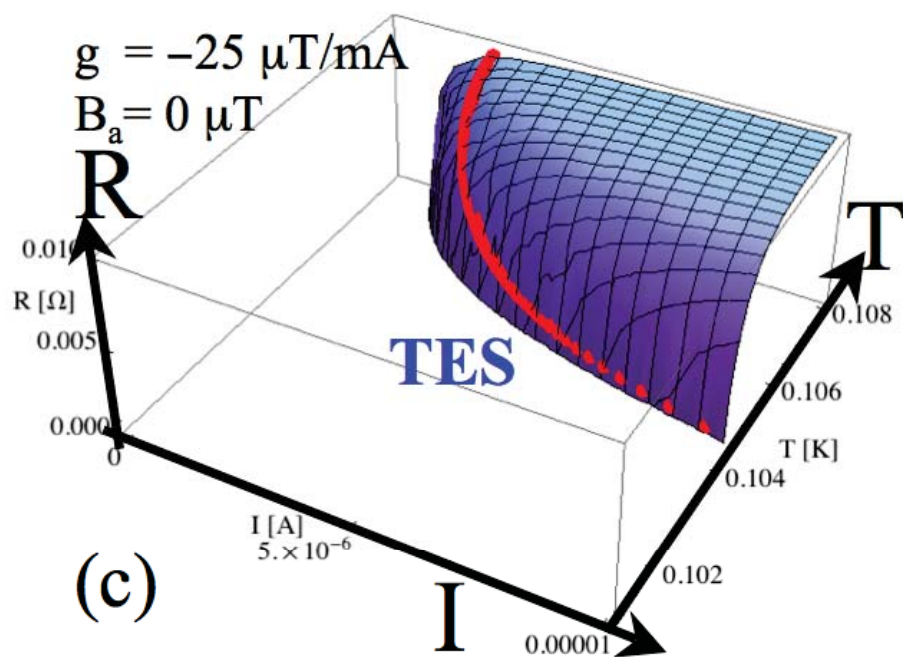 g = −25 μT/mA
Bₐ = 0 μT
R
T
0.010
R [Ω]
0.005
0.000
0
TES
0.108
0.106
T [K]
0.104
0.102
I [A]
5.×10⁻⁶
0.00001
I
(c)